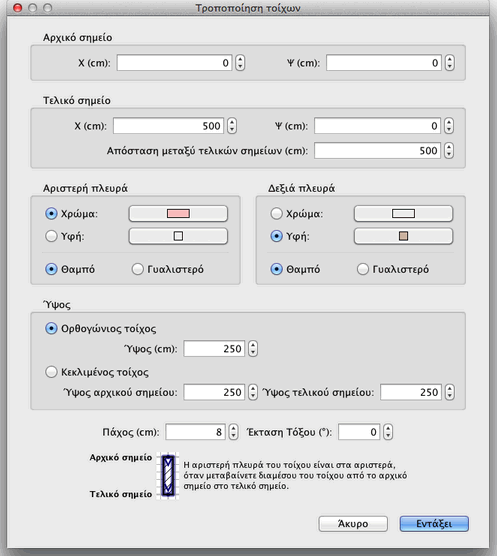 Τροποποίηση τοίχων
Αρχικό σημείο
Χ (cm): 0 Ψ (cm): 0
Τελικό σημείο
Χ (cm): 500 Ψ (cm): 0
Απόσταση μεταξύ τελικών σημείων (cm): 500
Αριστερή πλευρά Δεξιά πλευρά
Χρώμα: Χρώμα:
Υφή: Υφή:
Θαμπό Γυαλιστερό Θαμπό Γυαλιστερό
Ύψος
Ορθογώνιος τοίχος
Ύψος (cm): 250
Κεκλιμένος τοίχος
Ύψος αρχικού σημείου: 250 Ύψος τελικού σημείου: 250
Πάχος (cm): 8 Έκταση Τόξου (°): 0
Αρχικό σημείο
Η αριστερή πλευρά του τοίχου είναι στα αριστερά,
όταν μεταβαίνετε διαμέσου του τοίχου από το αρχικό
σημείο στο τελικό σημείο.
Τελικό σημείο
Άκυρο Εντάξει